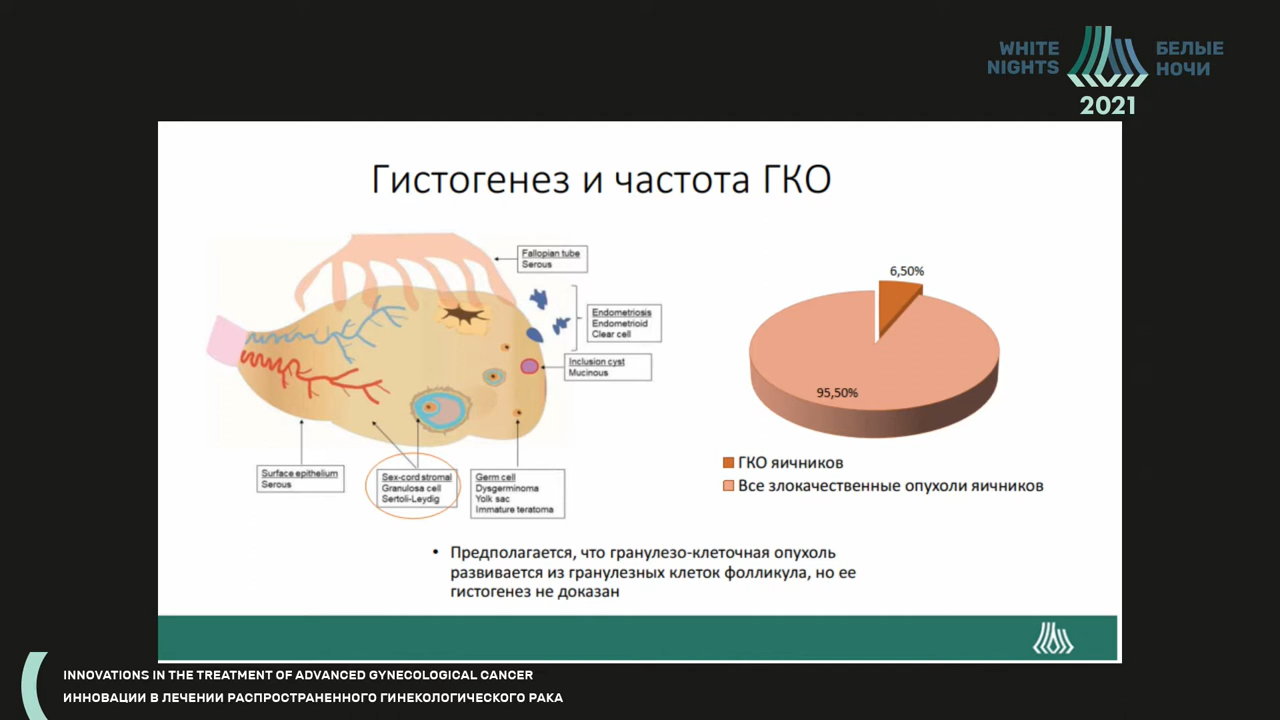 WHITE
NIGHTS
БЕЛЫЕ
НОЧИ
2021
Гистогенез и частота ГКО
Fallopian tube
Serous
Endometriosis
Endometrioid
Clear cell
Inclusion cyst
Mucinous
Surface epithelium
Serous
Sex-cord stromal
Granulosa cell
Sertoli-Leydig
Germ cell
Dysgerminoma
Yolk sac
Immature teratoma
6,50%
95,50%
ГКО яичников
Все злокачественные опухоли яичников
• Предполагается, что гранулезо-клеточная опухоль
развивается из гранулезных клеток фолликула, но ее
гистогенез не доказан
INNOVATIONS IN THE TREATMENT OF ADVANCED GYNECOLOGICAL CANCER
ИННОВАЦИИ В ЛЕЧЕНИИ РАСПРОСТРАНЕННОГО ГИНЕКОЛОГИЧЕСКОГО РАКА